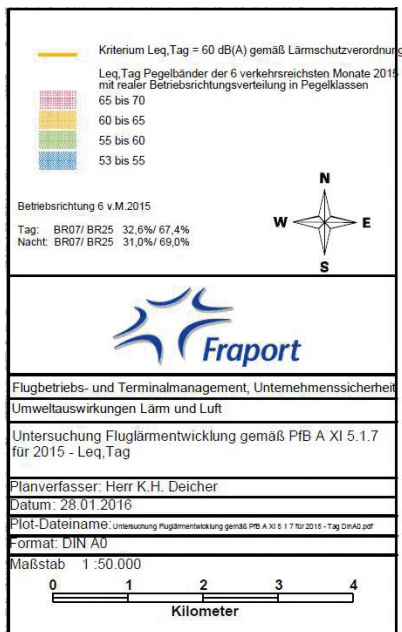 Kriterium Leq,Tag = 60 dB(A) gemäß Lärmschutzverordnung
Leq,Tag Pegelbänder der 6 verkehrsreichsten Monate 2015
mit realer Betriebsrichtungsverteilung in Pegelklassen
65 bis 70
60 bis 65
55 bis 60
53 bis 55
Betriebsrichtung 6 v.M.2015
Tag: BR07/ BR25 32,6%/ 67,4%
Nacht: BR07/ BR25 31,0%/ 69,0%
N
W E
S
Fraport
Flugbetriebs- und Terminalmanagement, Unternehmenssicherheit
Umweltauswirkungen Lärm und Luft
Untersuchung Fluglärmentwicklung gemäß PfB A XI 5.1.7
für 2015 - Leq,Tag
Planverfasser: Herr K.H. Deicher
Datum: 28.01.2016
Plot-Dateiname: Untersuchung Fluglärmentwicklung gemäß PfB A XI 5 1 7 für 2015 - Tag DinA0.pdf
Format: DIN A0
Maßstab 1 :50.000
0 1 2 3 4
Kilometer